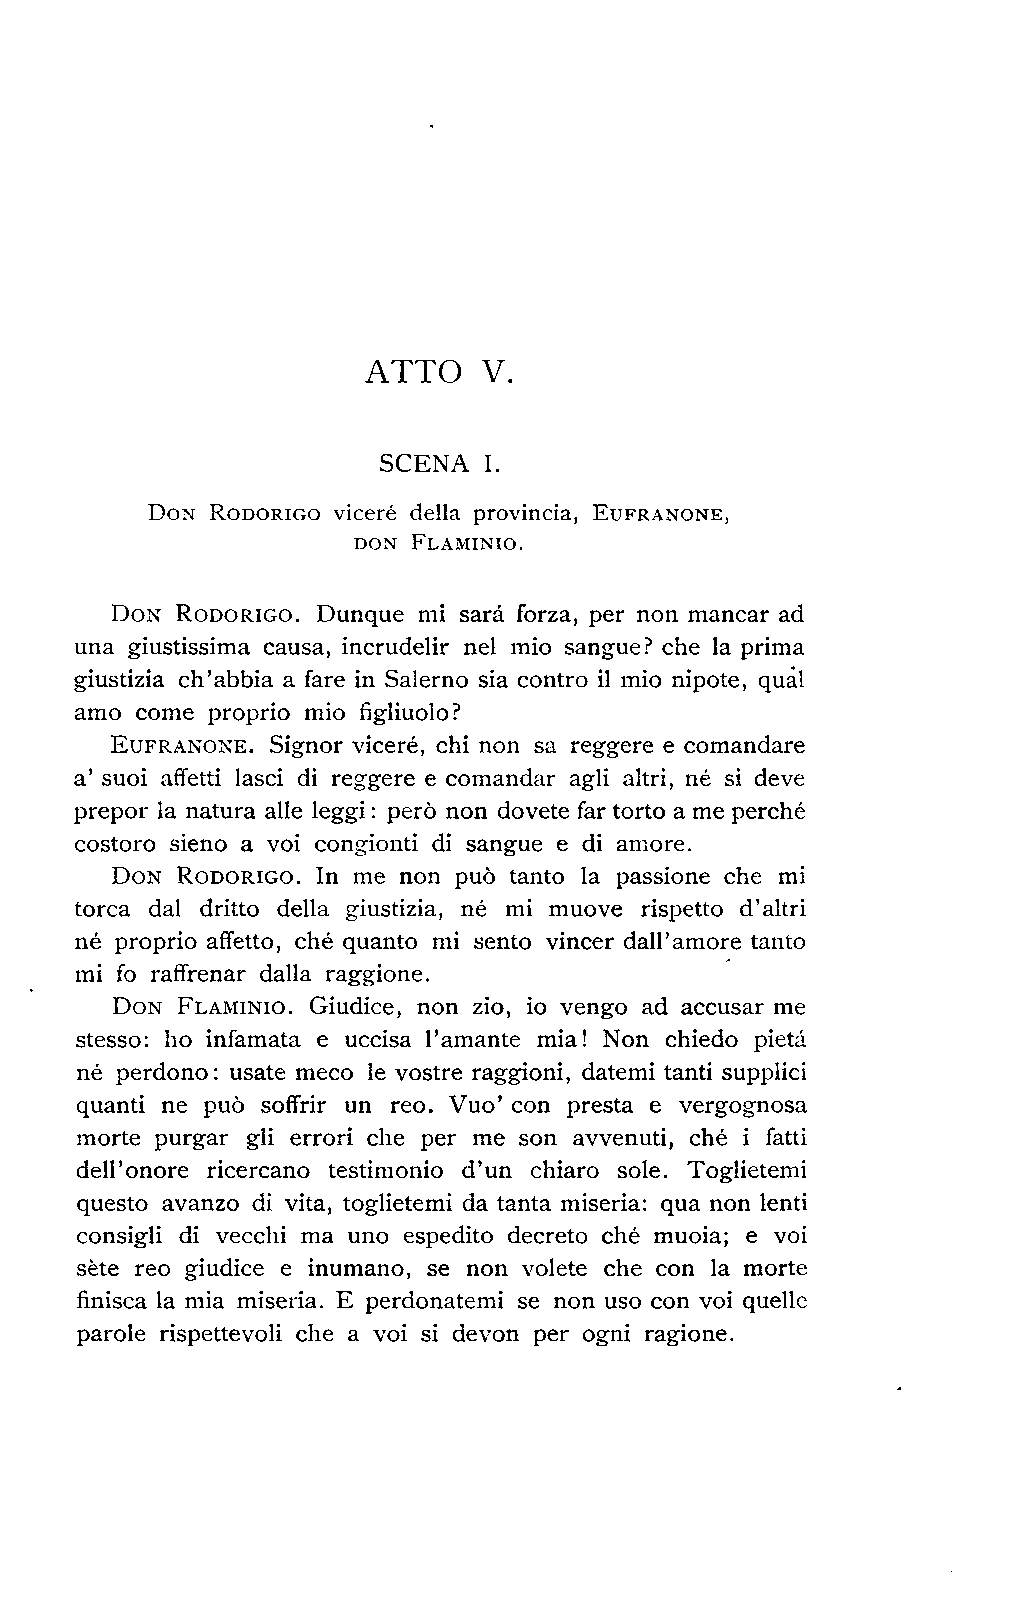 ATTO V.
SCENA I.
Don Rodorigo viceré della provincia, Eufranone,
don Flaminio.
Don Rodorigo. Dunque mi sará forza, per non mancar ad
una giustissima causa, incrudelir nel mio sangue? che la prima
giustizia ch'abbia a fare in Salerno sia contro il mio nipote, qual
amo come proprio mio figliuolo?
Eufranone. Signor viceré, chi non sa reggere e comandare
a' suoi affetti lasci di reggere e comandar agli altri, né si deve
prepor la natura alle leggi: però non dovete far torto a me perché
costoro sieno a voi congionti di sangue e di amore.
Don Rodorigo. In me non può tanto la passione che mi
torca dal dritto della giustizia, né mi muove rispetto d'altri
né proprio affetto, ché quanto mi sento vincer dall'amore tanto
mi fo raffrenar dalla raggione.
Don Flaminio. Giudice, non zio, io vengo ad accusar me
stesso: ho infamata e uccisa l'amante mia! Non chiedo pietá
né perdono: usate meco le vostre raggioni, datemi tanti supplici
quanti ne può soffrir un reo. Vuo' con presta e vergognosa
morte purgar gli errori che per me son avvenuti, ché i fatti
dell'onore ricercano testimonio d'un chiaro sole. Toglietemi
questo avanzo di vita, toglietemi da tanta miseria: qua non lenti
consigli di vecchi ma uno espedito decreto ché muoia; e voi
sète reo giudice e inumano, se non volete che con la morte
finisca la mia miseria. E perdonatemi se non uso con voi quelle
parole rispettevoli che a voi si devon per ogni ragione.